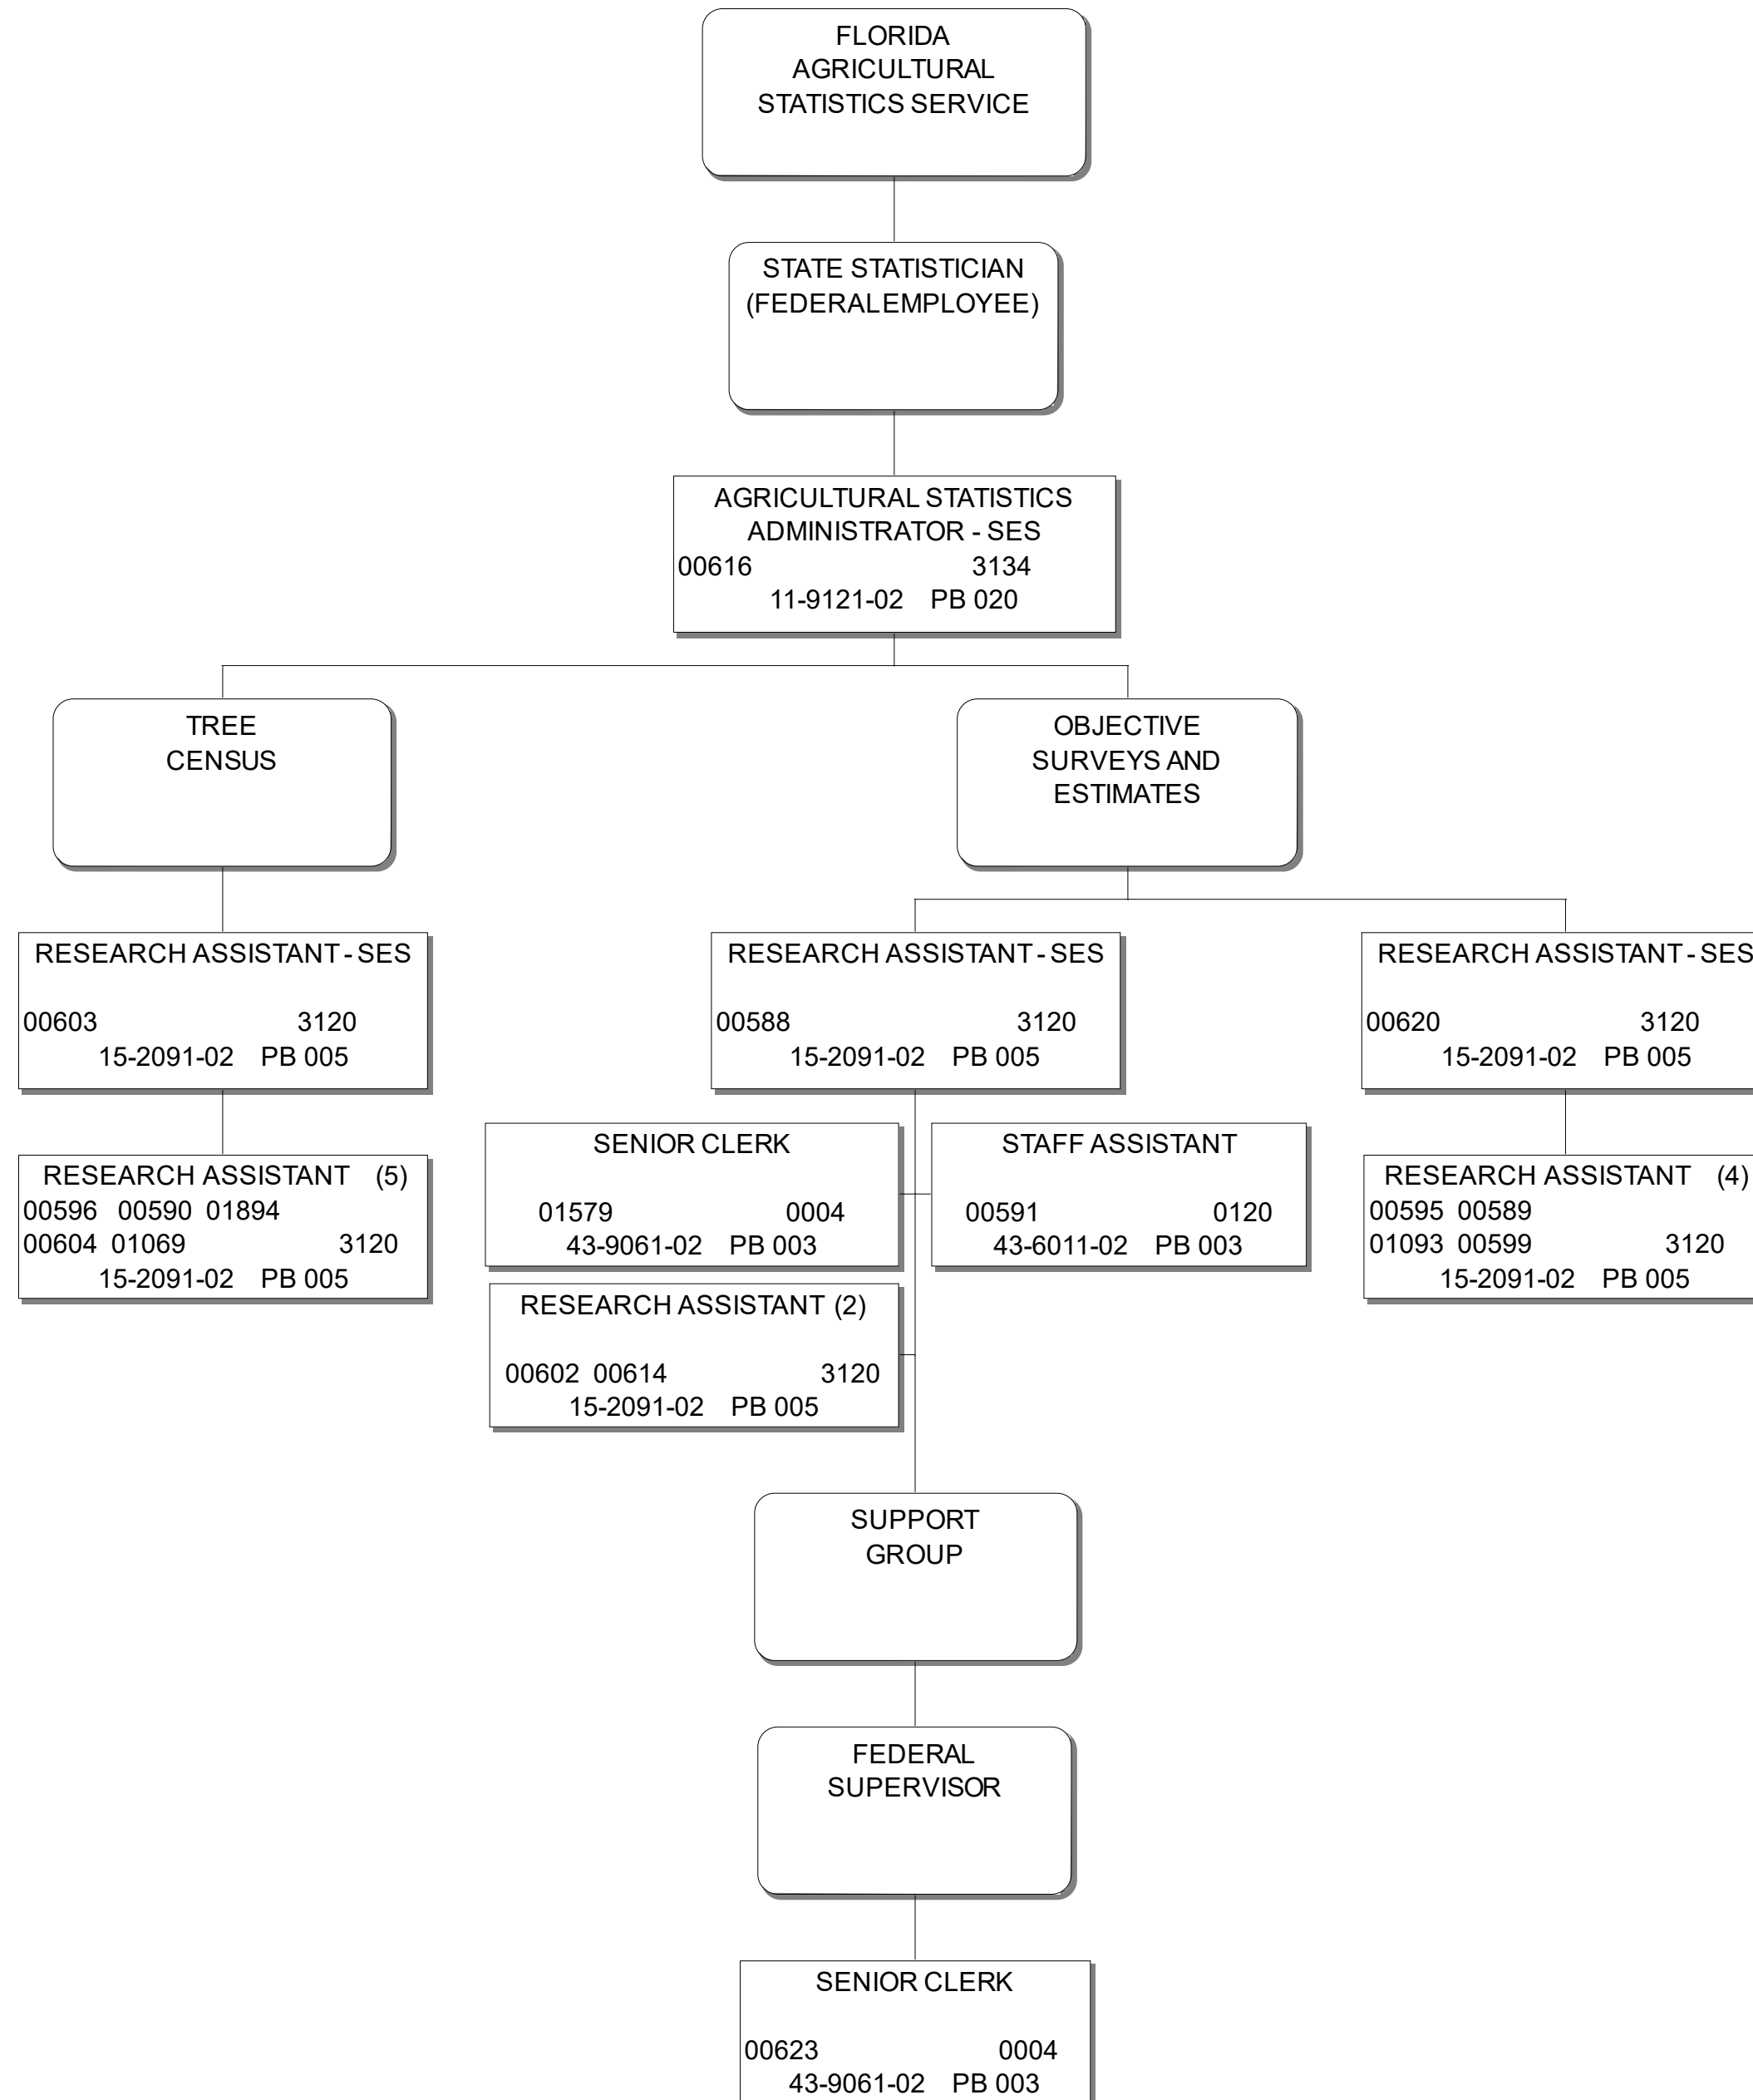 FLORIDA
AGRICULTURAL
STATISTICS SERVICE
STATE STATISTICIAN
(FEDERAL EMPLOYEE)
AGRICULTURAL STATISTICS
ADMINISTRATOR - SES
00616 3134
11-9121-02 PB 020
TREE
CENSUS
OBJECTIVE
SURVEYS AND
ESTIMATES
RESEARCH ASSISTANT - SES
00603 3120
15-2091-02 PB 005
RESEARCH ASSISTANT - SES
00588 3120
15-2091-02 PB 005
RESEARCH ASSISTANT - SES
00620 3120
15-2091-02 PB 005
RESEARCH ASSISTANT (5)
00596 00590 01894
00604 01069 3120
15-2091-02 PB 005
SENIOR CLERK
01579 0004
43-9061-02 PB 003
STAFF ASSISTANT
00591 0120
43-6011-02 PB 003
RESEARCH ASSISTANT (4)
00595 00589
01093 00599 3120
15-2091-02 PB 005
RESEARCH ASSISTANT (2)
00602 00614 3120
15-2091-02 PB 005
SUPPORT
GROUP
FEDERAL
SUPERVISOR
SENIOR CLERK
00623 0004
43-9061-02 PB 003